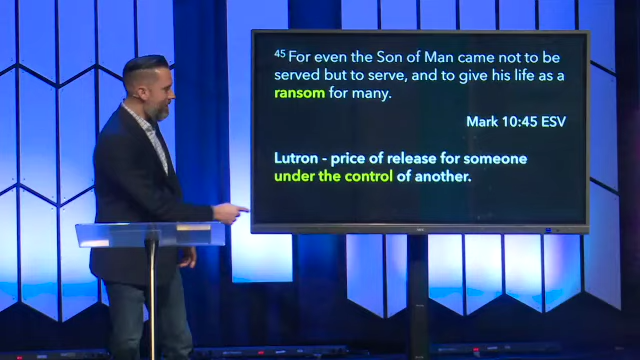 45 For even the Son of Man came not to be
served but to serve, and to give his life as a
ransom for many.
Mark 10:45 ESV
Lutron - price of release for someone
under the control of another.